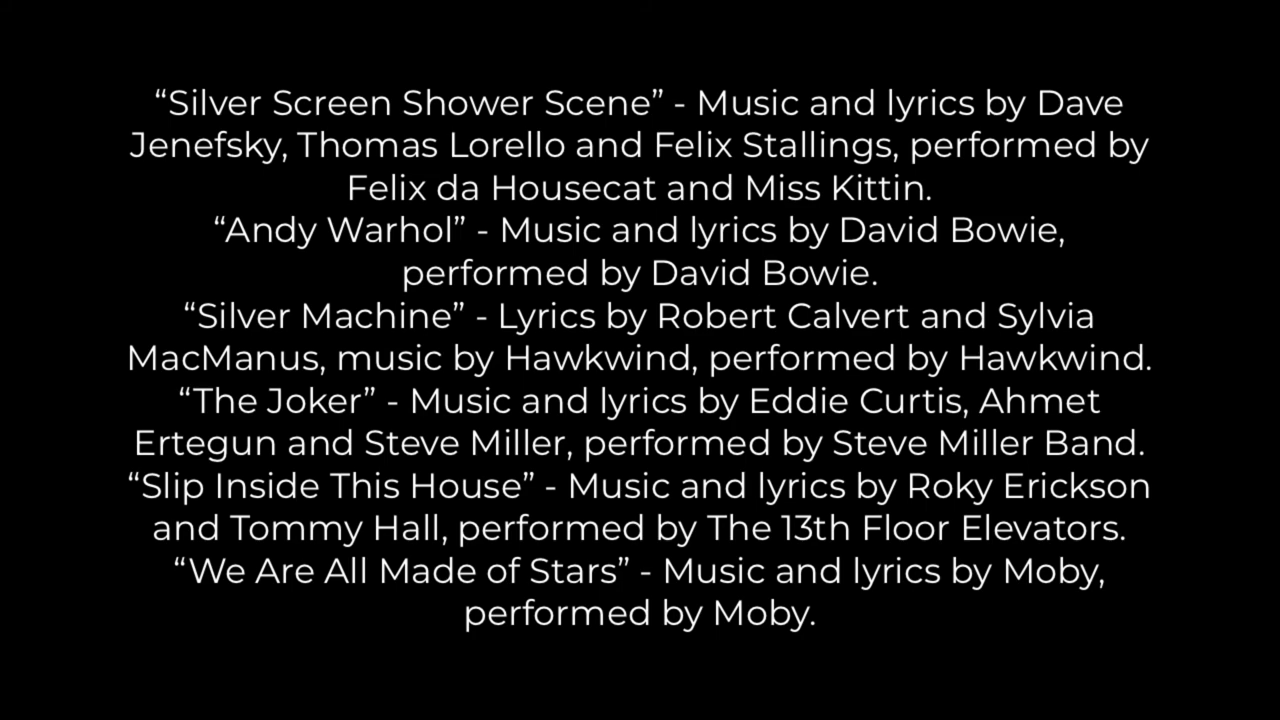 “Silver Screen Shower Scene” - Music and lyrics by Dave
Jenefsky, Thomas Lorello and Felix Stallings, performed by
Felix da Housecat and Miss Kittin.
“Andy Warhol” - Music and lyrics by David Bowie,
performed by David Bowie.
“Silver Machine” - Lyrics by Robert Calvert and Sylvia
MacManus, music by Hawkwind, performed by Hawkwind.
“The Joker” - Music and lyrics by Eddie Curtis, Ahmet
Ertegun and Steve Miller, performed by Steve Miller Band.
“Slip Inside This House” - Music and lyrics by Roky Erickson
and Tommy Hall, performed by The 13th Floor Elevators.
“We Are All Made of Stars” - Music and lyrics by Moby,
performed by Moby.